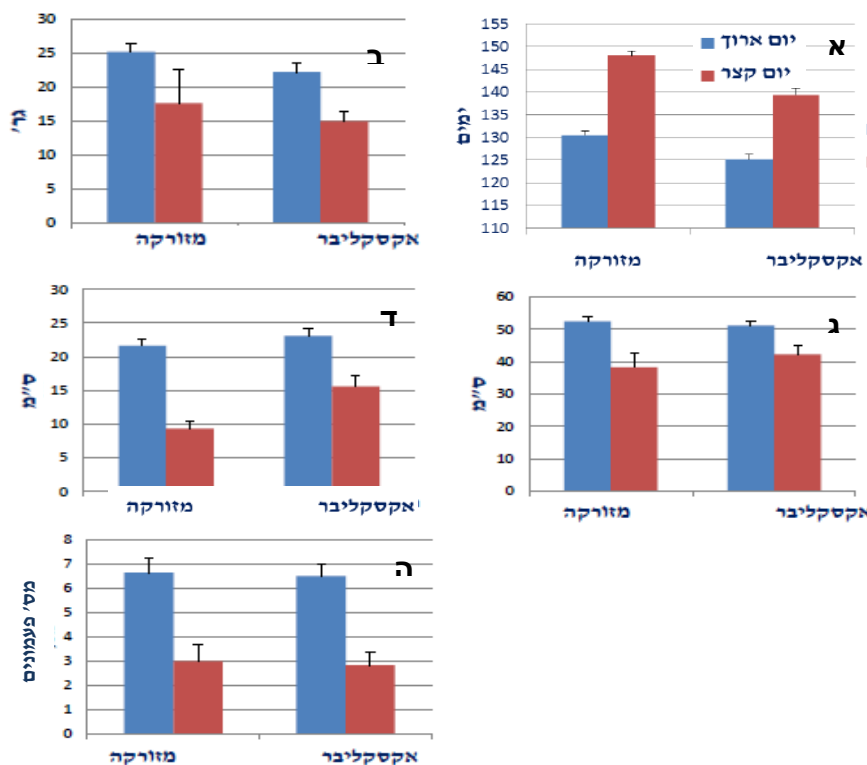 א
יום ארוך
יום קצר
ימים
155
150
145
140
135
130
125
120
115
110
מזורקה
אקסקליבר
ב
גר'
30
25
20
15
10
5
0
מזורקה
אקסקליבר
ג
ס"מ
60
50
40
30
20
10
0
מזורקה
אקסקליבר
ד
ס"מ
30
25
20
15
10
5
0
מזורקה
אקסקליבר
ה
מס' פעמונים
8
7
6
5
4
3
2
1
0
מזורקה
אקסקליבר